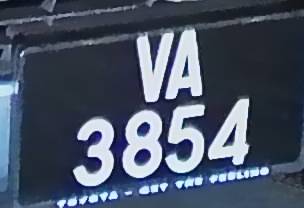 VA
3854
TOYOTA - GET THE FEELING